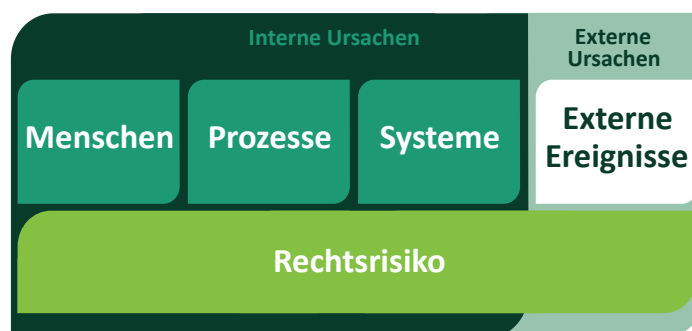 Interne Ursachen
Externe
Ursachen
Menschen
Prozesse
Systeme
Externe
Ereignisse
Rechtsrisiko